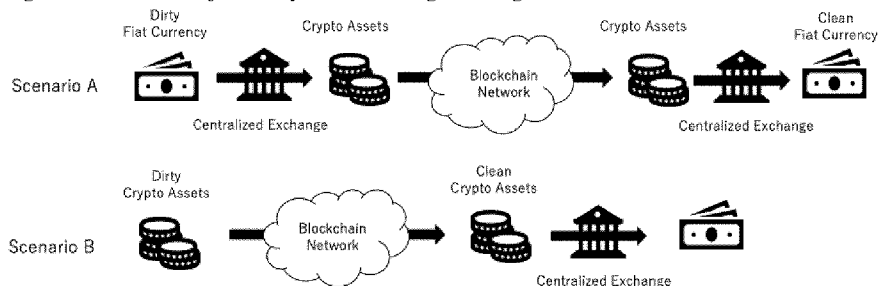 Dirty
Fiat Currency
Crypto Assets
Crypto Assets
Clean
Fiat Currency
Scenario A
Blockchain
Network
Centralized Exchange
Centralized Exchange
Dirty
Crypto Assets
Clean
Crypto Assets
Scenario B
Blockchain
Network
Centralized Exchange